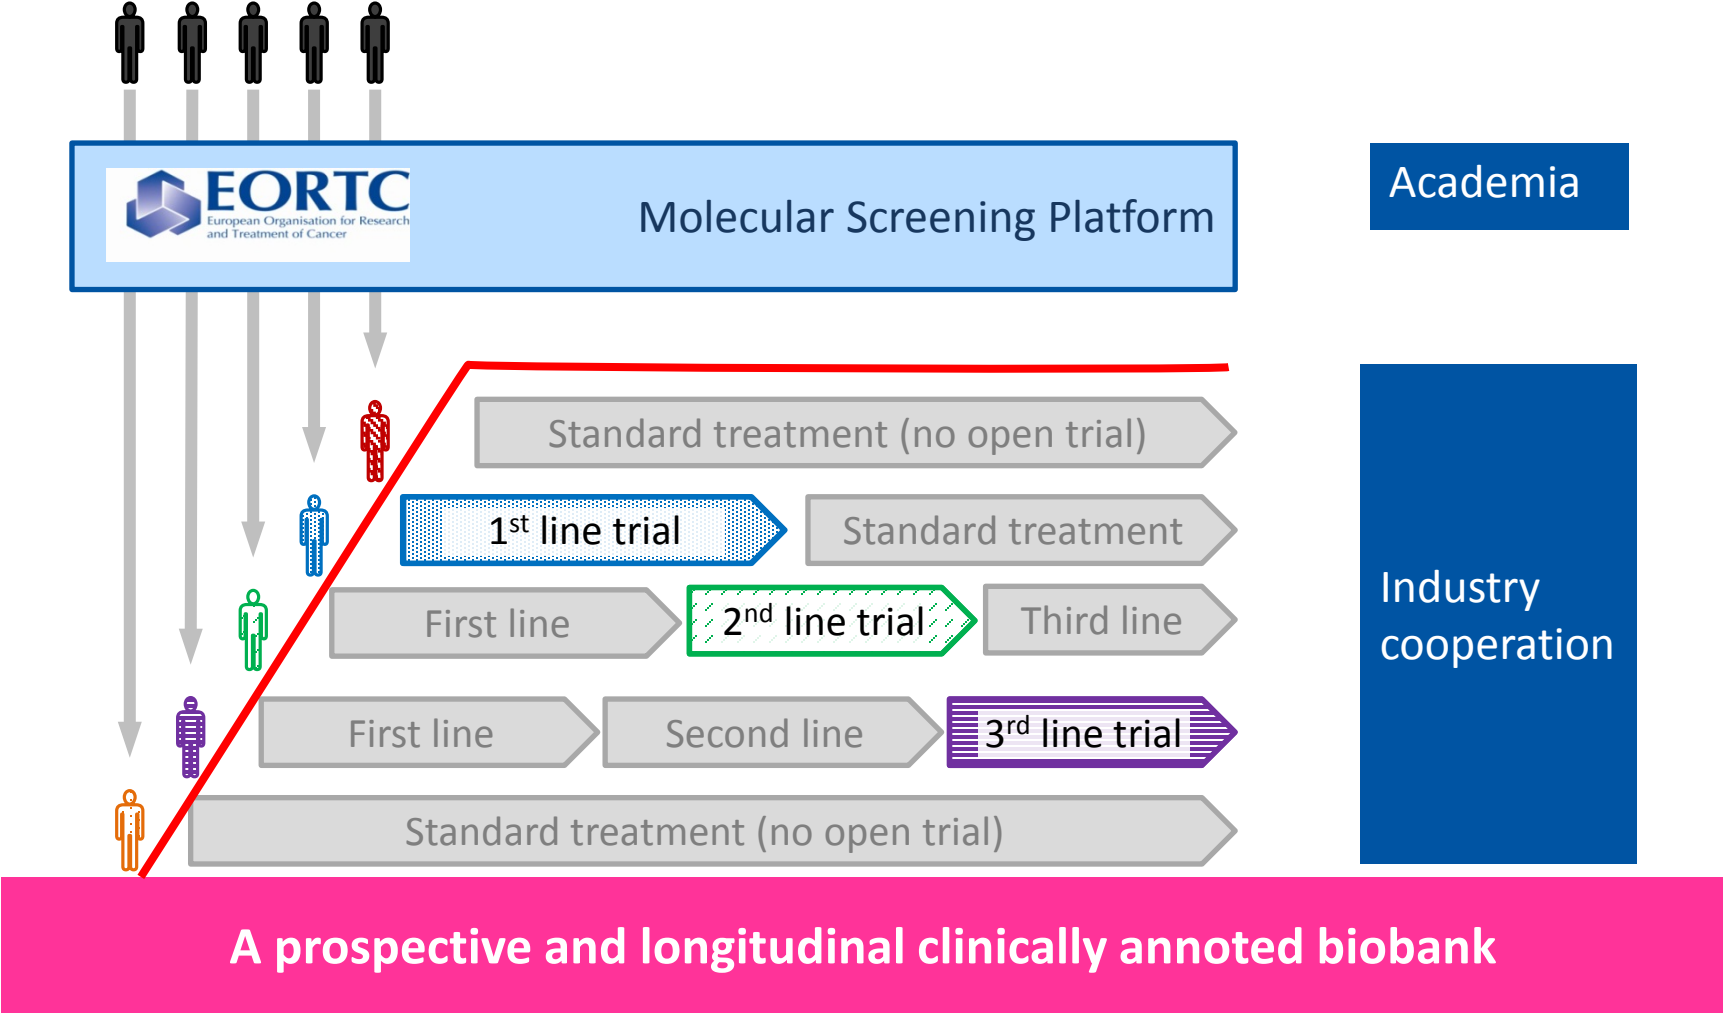 EORTC
European Organisation for Research
and Treatment of Cancer
Molecular Screening Platform
Academia
Standard treatment (no open trial)
1st line trial
Standard treatment
First line
2nd line trial
Third line
Industry
cooperation
First line
Second line
3rd line trial
Standard treatment (no open trial)
A prospective and longitudinal clinically annoted biobank